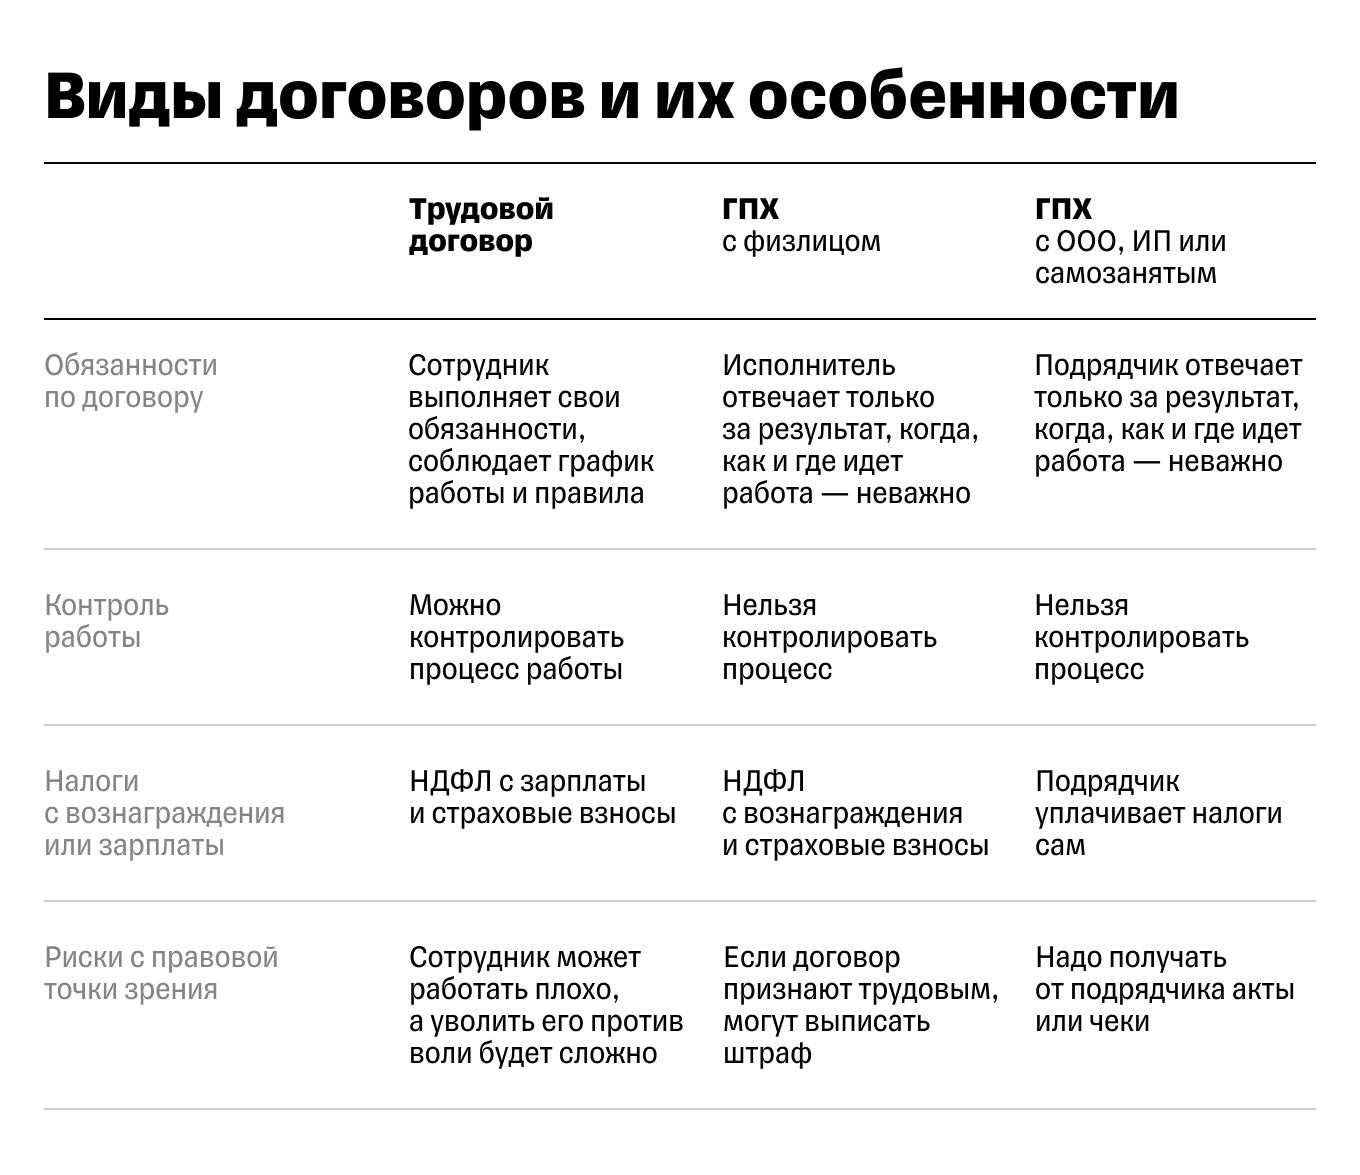 Виды договоров и их особенности
Трудовой
договор
ГПХ
с физлицом
ГПХ
с ООО, ИП или
самозанятым
Обязанности
по договору
Сотрудник
выполняет свои
обязанности,
соблюдает график
работы и правила
Исполнитель
отвечает только
за результат, когда,
как и где идет
работа — неважно
Подрядчик отвечает
только за результат,
когда, как и где идет
работа — неважно
Контроль
работы
Можно
контролировать
процесс работы
Нельзя
контролировать
процесс
Нельзя
контролировать
процесс
Налоги
с вознаграждения
или зарплаты
НДФЛ с зарплаты
и страховые взносы
НДФЛ
с вознаграждения
и страховые взносы
Подрядчик
уплачивает налоги
сам
Риски с правовой
точки зрения
Сотрудник может
работать плохо,
а уволить его против
воли будет сложно
Если договор
признают трудовым,
могут выписать
штраф
Надо получать
от подрядчика акты
или чеки